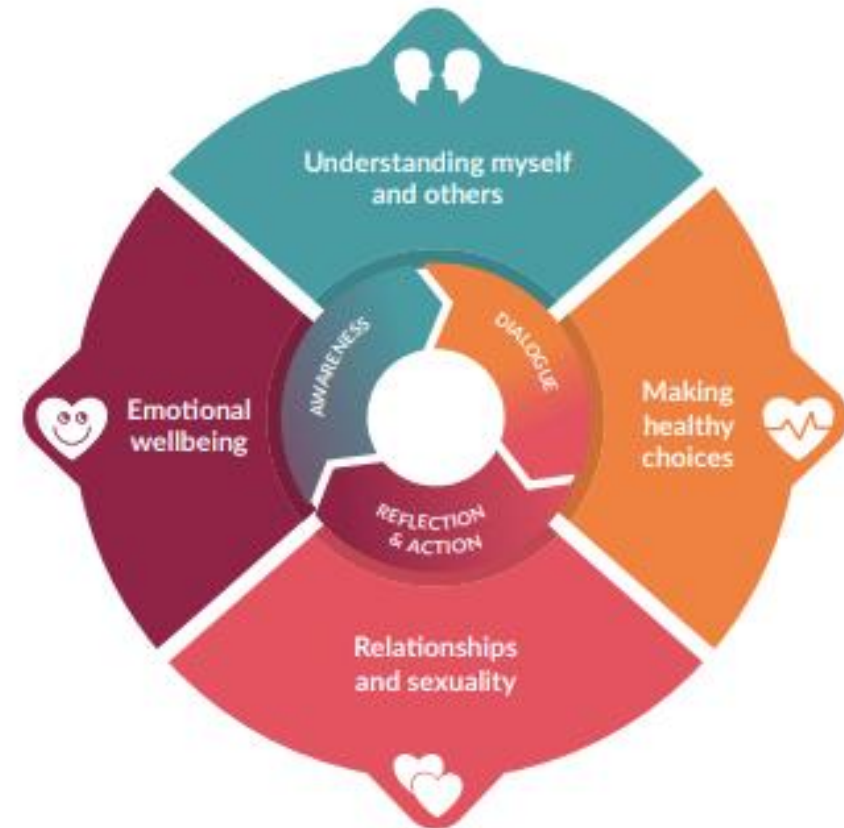 Understanding myself
and others
AWARENESS
DIALOGUE
Emotional
wellbeing
Making
healthy
choices
REFLECTION
& ACTION
Relationships
and sexuality